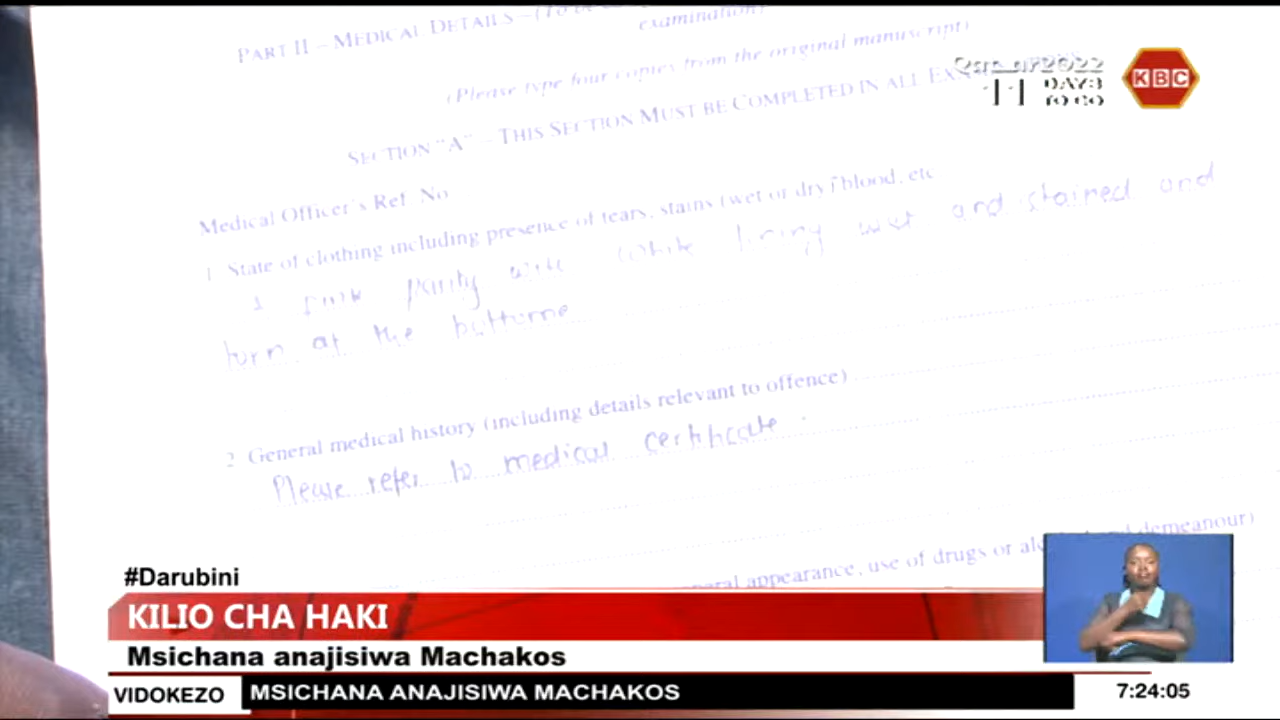 PART II – MEDICAL DETAILS –
examination)
(Please type four copies from the original manuscript)
SECTION "A" – THIS SECTION MUST BE COMPLETED IN ALL
Qatar2022
11 DAYS TO GO
KBC
Medical Officer's Ref. No
1 State of clothing including presence of tears, stains (wet or dry) blood, etc
1 pink panty with white lining wet and stained and
torn at the buttome
2 General medical history (including details relevant to offence)
Please refer to medical certificate.
general appearance, use of drugs or demeanour)
#Darubini
KILIO CHA HAKI
Msichana anajisiwa Machakos
VIDOKEZO MSICHANA ANAJISIWA MACHAKOS 7:24:05